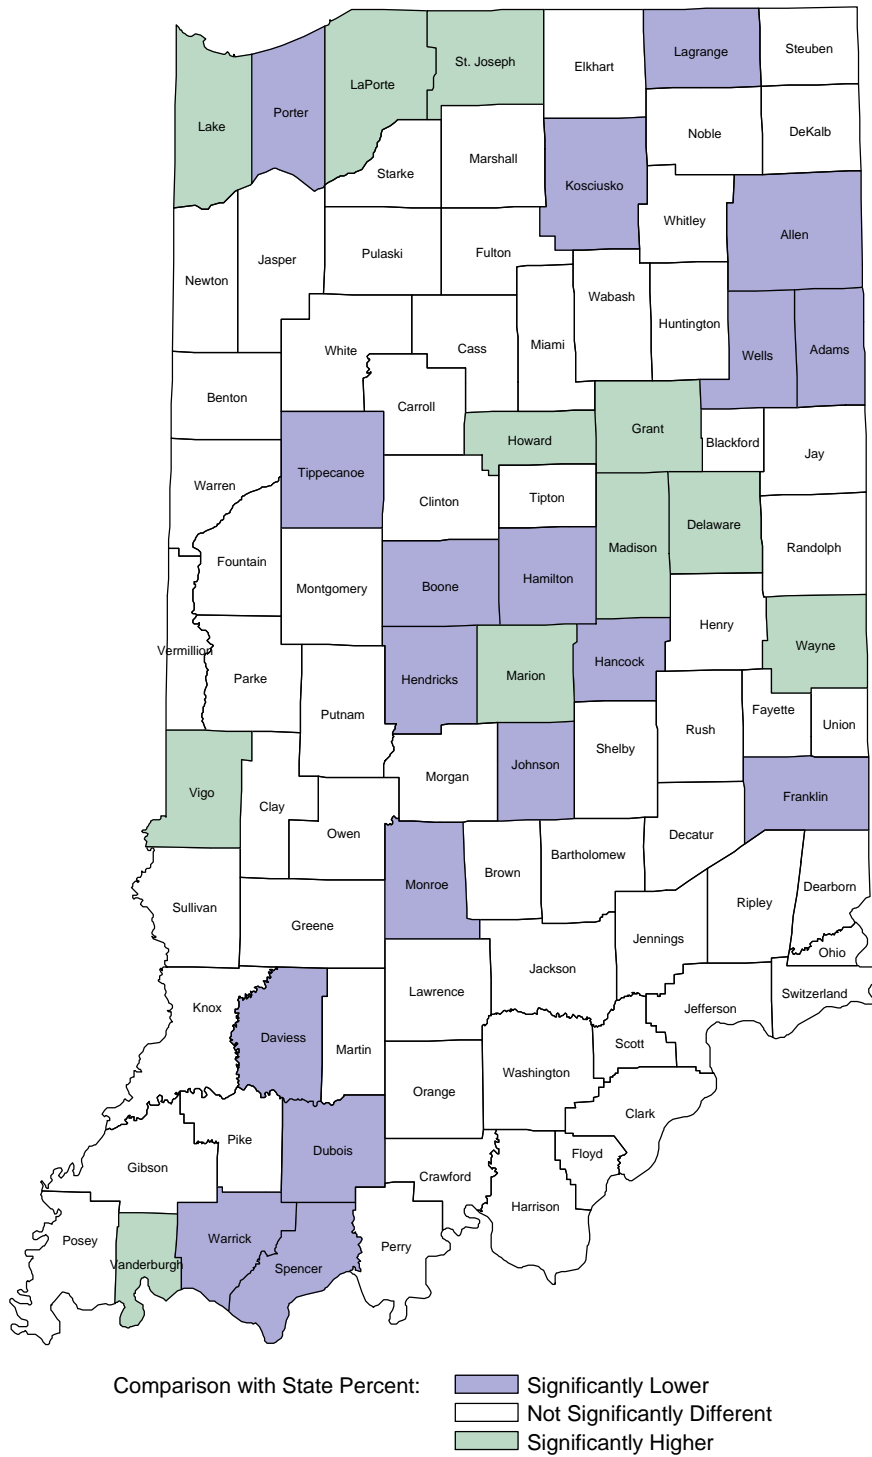 Steuben
Lagrange
St. Joseph
Elkhart
LaPorte
Porter
Lake
Noble
DeKalb
Marshall
Starke
Kosciusko
Whitley
Allen
Pulaski
Fulton
Jasper
Newton
Wabash
Huntington
Miami
White
Cass
Wells
Adams
Benton
Carroll
Grant
Howard
Blackford
Jay
Tippecanoe
Warren
Clinton
Tipton
Delaware
Madison
Randolph
Fountain
Montgomery
Boone
Hamilton
Henry
Wayne
Vermillion
Parke
Hendricks
Marion
Hancock
Putnam
Fayette
Union
Rush
Shelby
Johnson
Morgan
Vigo
Clay
Franklin
Owen
Decatur
Bartholomew
Brown
Monroe
Dearborn
Ripley
Sullivan
Greene
Jennings
Ohio
Jackson
Lawrence
Switzerland
Knox
Jefferson
Daviess
Martin
Scott
Washington
Orange
Clark
Pike
Dubois
Floyd
Gibson
Crawford
Harrison
Posey
Warrick
Perry
Vanderburgh
Spencer
Comparison with State Percent:
Significantly Lower
Not Significantly Different
Significantly Higher